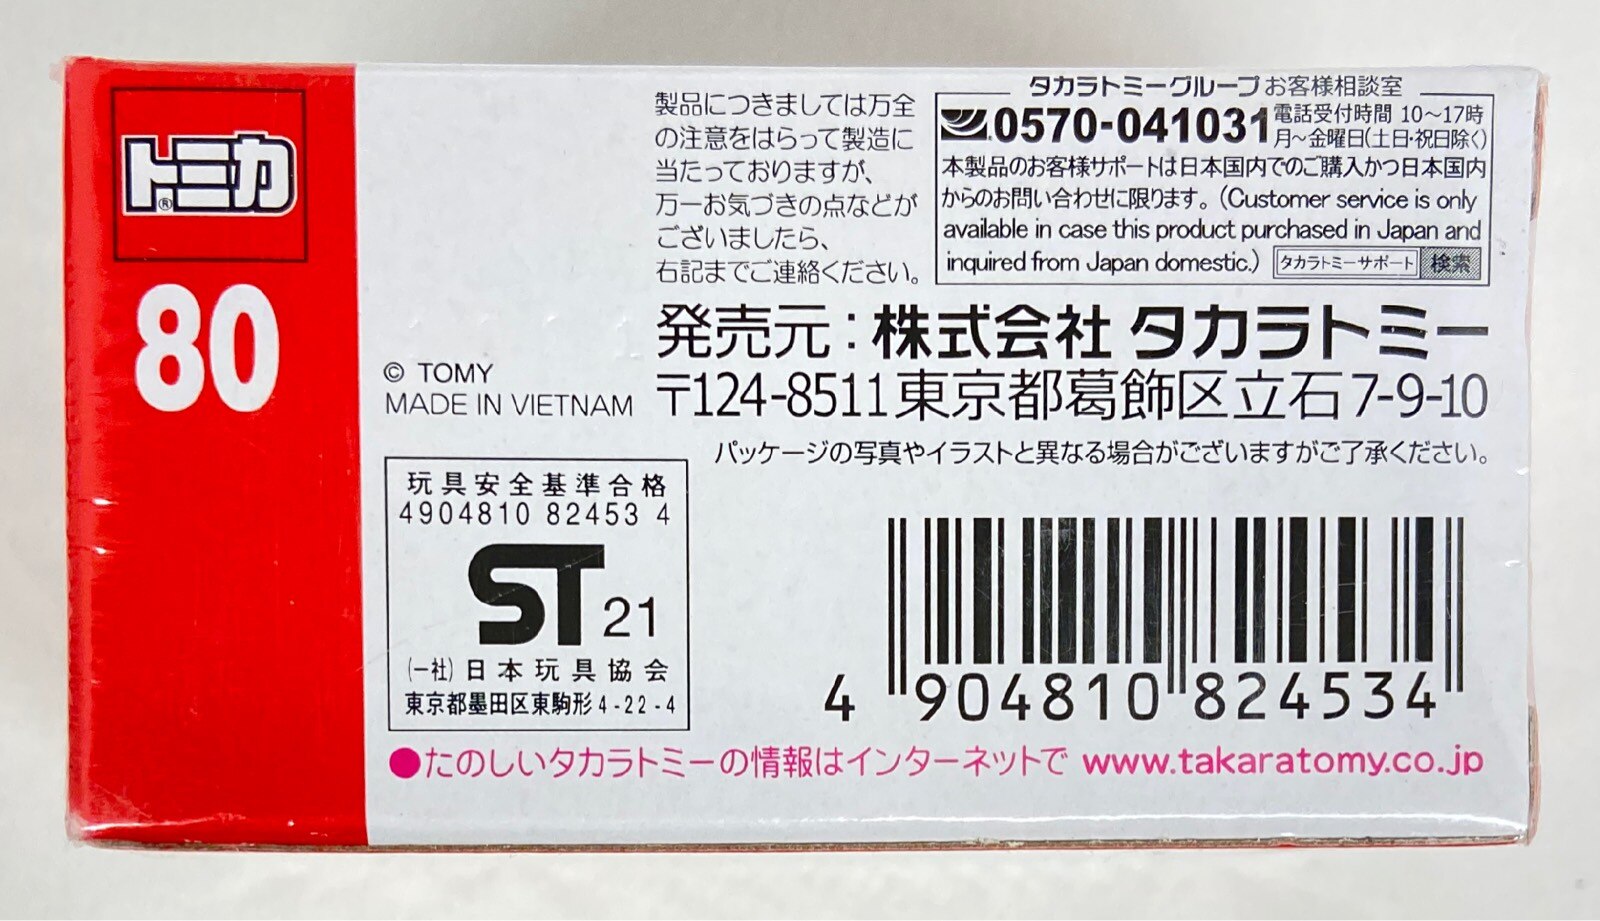 トミカ®
80
製品につきましては万全
の注意をはらって製造に
当たっておりますが、
万一お気づきの点などが
ございましたら、
右記までご連絡ください。
タカラトミーグループお客様相談室
0570-041031
電話受付時間 10〜17時
月〜金曜日(土日・祝日除く)
本製品のお客様サポートは日本国内でのご購入かつ日本国内
からのお問い合わせに限ります。(Customer service is only
available in case this product purchased in Japan and
inquired from Japan domestic.) タカラトミーサポート 検索
発売元:株式会社 タカラトミー
〒124-8511東京都葛飾区立石7-9-10
© TOMY
MADE IN VIETNAM
パッケージの写真やイラストと異なる場合がございますがご了承ください。
玩具安全基準合格
4904810 82453 4
ST 21
(一社)日本玩具協会
東京都墨田区東駒形4-22-4
4 904810 824534
●たのしいタカラトミーの情報はインターネットで www.takaratomy.co.jp